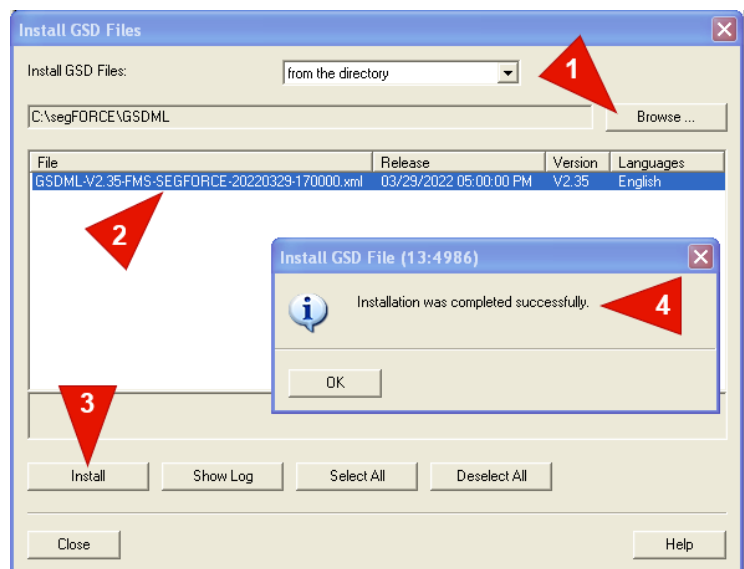 Install GSD Files
Install GSD Files: from the directory
1
C:\segFORCE\GSDML Browse ...
File Release Version Languages
GSDML-V2.35-FMS-SEGFORCE-20220329-170000.xml 03/29/2022 05:00:00 PM V2.35 English
2
Install GSD File (13:4986)
Installation was completed successfully.
4
OK
3
Install Show Log Select All Deselect All
Close Help